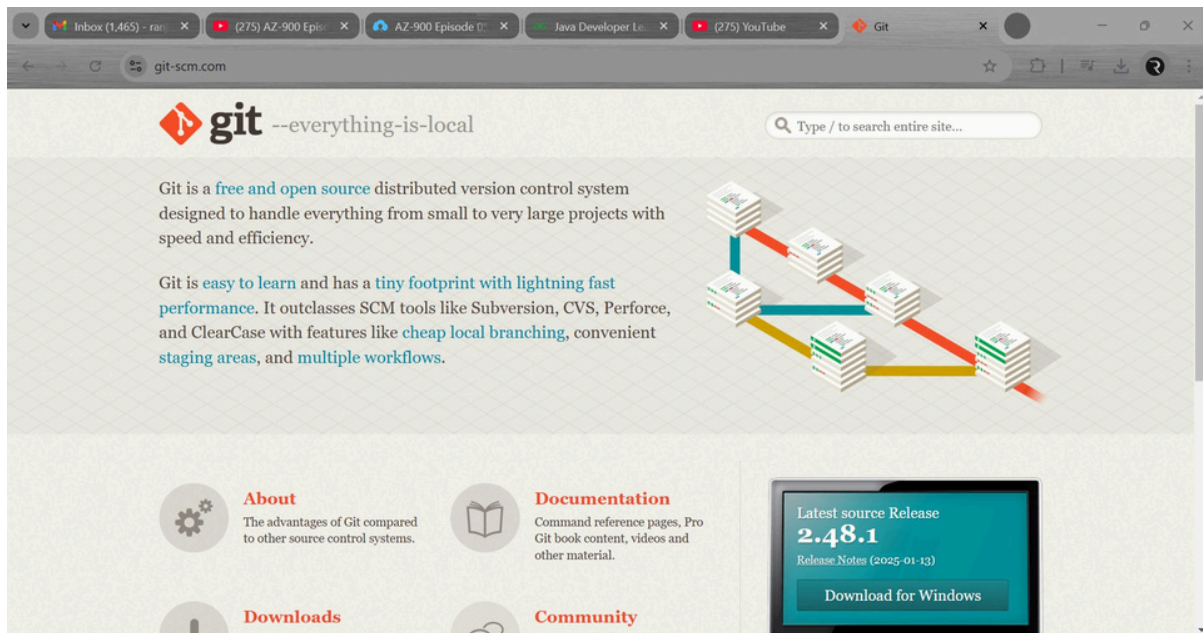 Inbox (1,465) - ran
(275) AZ-900 Epis
AZ-900 Episode 0
Java Developer Le
(275) YouTube
Git
git-scm.com
git --everything-is-local
Type / to search entire site...
Git is a free and open source distributed version control system
designed to handle everything from small to very large projects with
speed and efficiency.
Git is easy to learn and has a tiny footprint with lightning fast
performance. It outclasses SCM tools like Subversion, CVS, Perforce,
and ClearCase with features like cheap local branching, convenient
staging areas, and multiple workflows.
About
The advantages of Git compared
to other source control systems.
Documentation
Command reference pages, Pro
Git book content, videos and
other material.
Latest source Release
2.48.1
Release Notes (2025-01-13)
Download for Windows
Downloads
Community